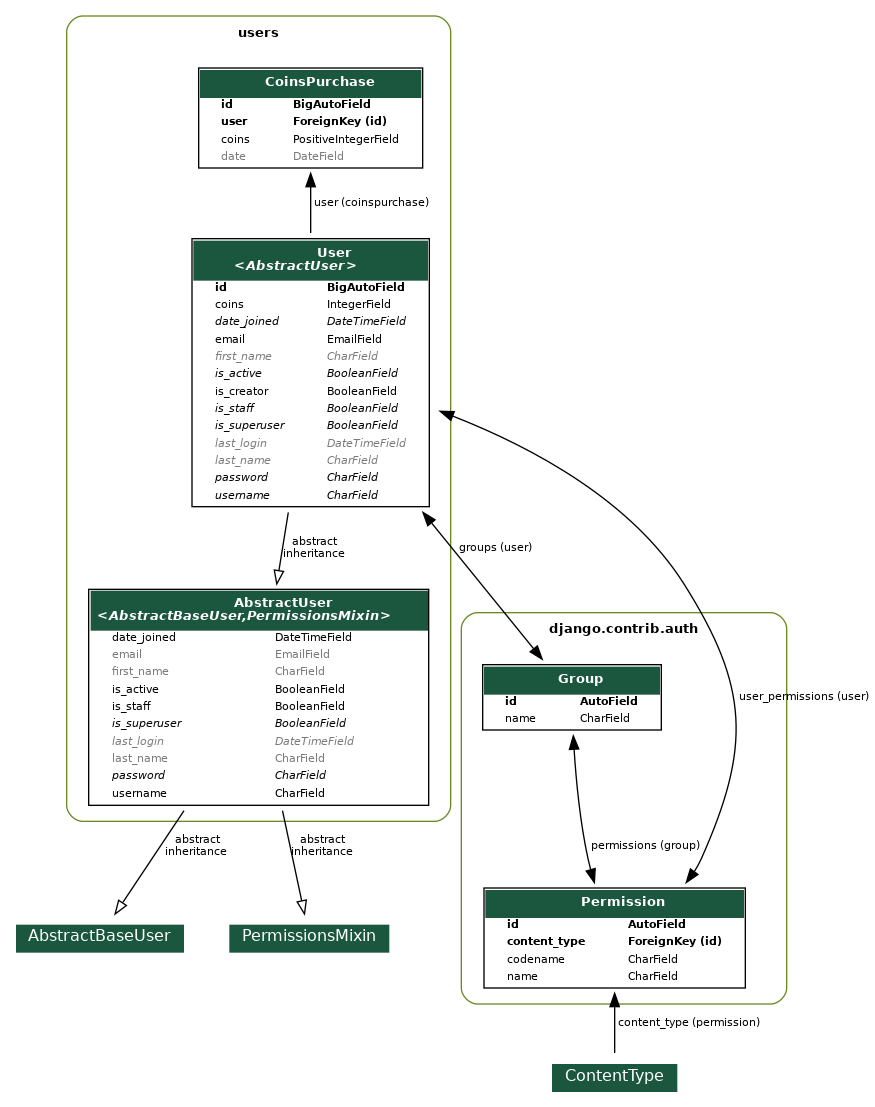 users
CoinsPurchase
id BigAutoField
user ForeignKey (id)
coins PositiveIntegerField
date DateField
user (coinspurchase)
User
<AbstractUser>
id BigAutoField
coins IntegerField
date_joined DateTimeField
email EmailField
first_name CharField
is_active BooleanField
is_creator BooleanField
is_staff BooleanField
is_superuser BooleanField
last_login DateTimeField
last_name CharField
password CharField
username CharField
abstract
inheritance
groups (user)
AbstractUser
<AbstractBaseUser,PermissionsMixin>
date_joined DateTimeField
email EmailField
first_name CharField
is_active BooleanField
is_staff BooleanField
is_superuser BooleanField
last_login DateTimeField
last_name CharField
password CharField
username CharField
django.contrib.auth
Group
id AutoField
name CharField
user_permissions (user)
abstract
inheritance
abstract
inheritance
permissions (group)
AbstractBaseUser
PermissionsMixin
Permission
id AutoField
content_type ForeignKey (id)
codename CharField
name CharField
content_type (permission)
ContentType